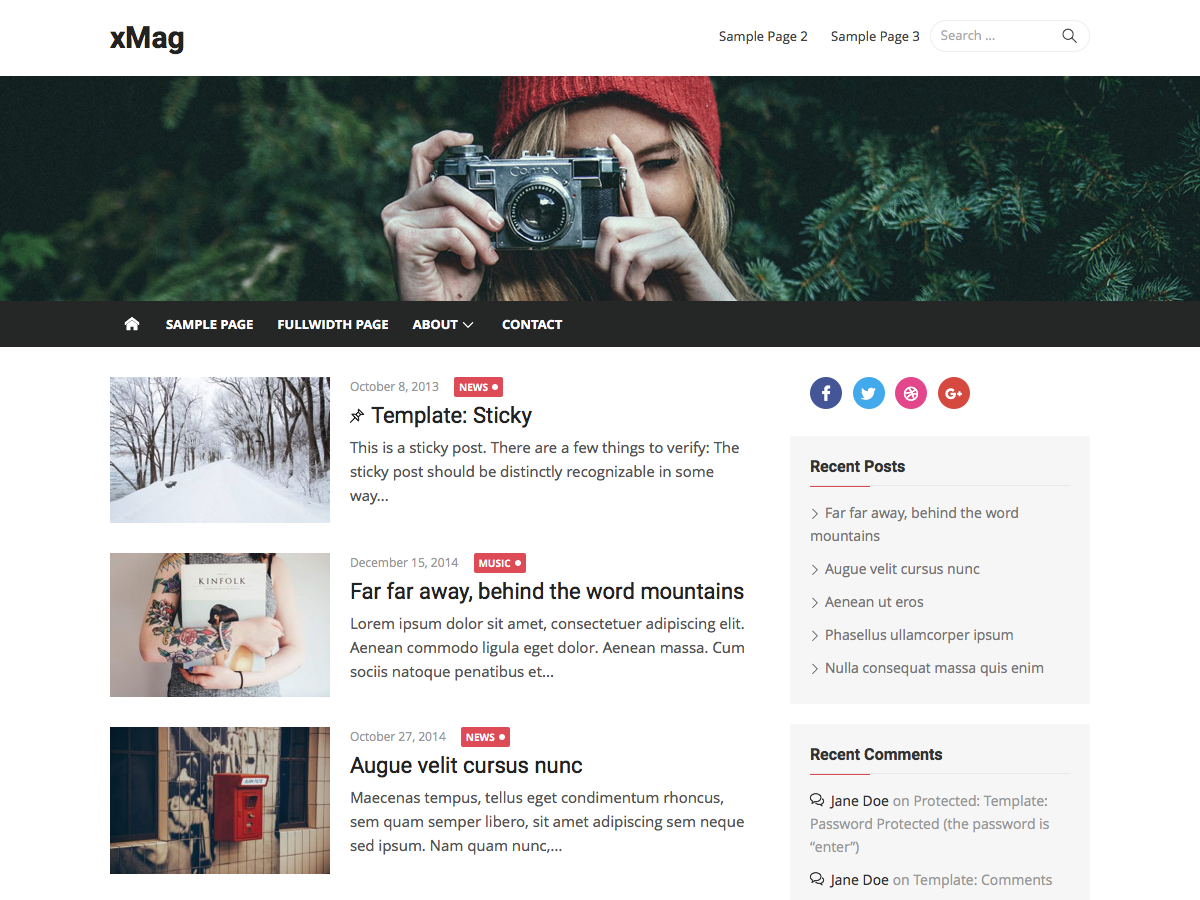 xMag
Sample Page 2
Sample Page 3
Search ...
Contax
SAMPLE PAGE
FULLWIDTH PAGE
ABOUT
CONTACT
October 8, 2013
NEWS
Template: Sticky
This is a sticky post. There are a few things to verify: The
sticky post should be distinctly recognizable in some
way...
KINFOLK
December 15, 2014
MUSIC
Far far away, behind the word mountains
Lorem ipsum dolor sit amet, consectetuer adipiscing elit.
Aenean commodo ligula eget dolor. Aenean massa. Cum
sociis natoque penatibus et...
October 27, 2014
NEWS
Augue velit cursus nunc
Maecenas tempus, tellus eget condimentum rhoncus,
sem quam semper libero, sit amet adipiscing sem neque
sed ipsum. Nam quam nunc,...
f
G+
Recent Posts
Far far away, behind the word
mountains
Augue velit cursus nunc
Aenean ut eros
Phasellus ullamcorper ipsum
Nulla consequat massa quis enim
Recent Comments
Jane Doe on Protected: Template:
Password Protected (the password is
“enter”)
Jane Doe on Template: Comments